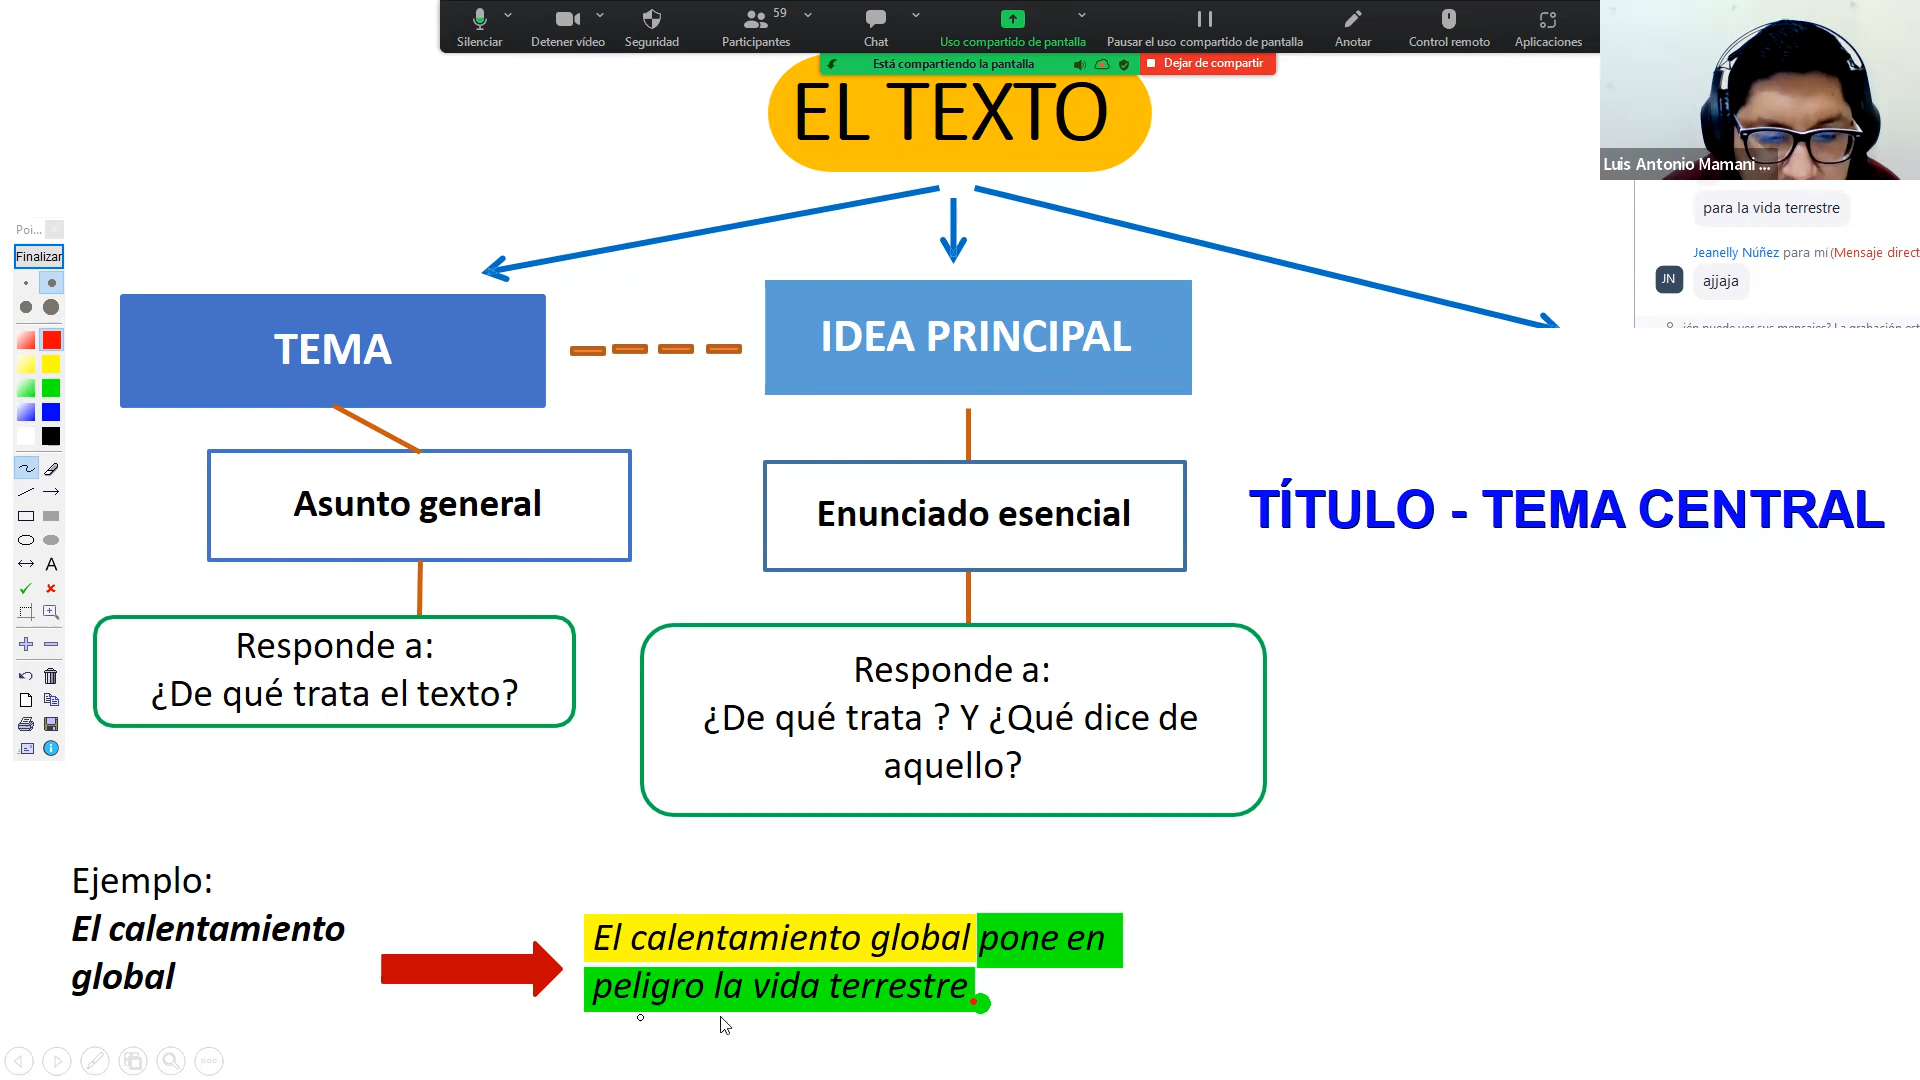 Silenciar
Detener vídeo
Seguridad
59
Participantes
Chat
Uso compartido de pantalla
Pausar el uso compartido de pantalla
Anotar
Control remoto
Aplicaciones
Está compartiendo la pantalla
Dejar de compartir
EL TEXTO
Luis Antonio Mamani ...
para la vida terrestre
Jeanelly Núñez para mí (Mensaje direct
JN
ajjaja
Poi...
Finalizar
A
TEMA
IDEA PRINCIPAL
Asunto general
Enunciado esencial
TÍTULO - TEMA CENTRAL
Responde a:
¿De qué trata el texto?
Responde a:
¿De qué trata ? Y ¿Qué dice de
aquello?
Ejemplo:
El calentamiento
global
El calentamiento global pone en
peligro la vida terrestre.